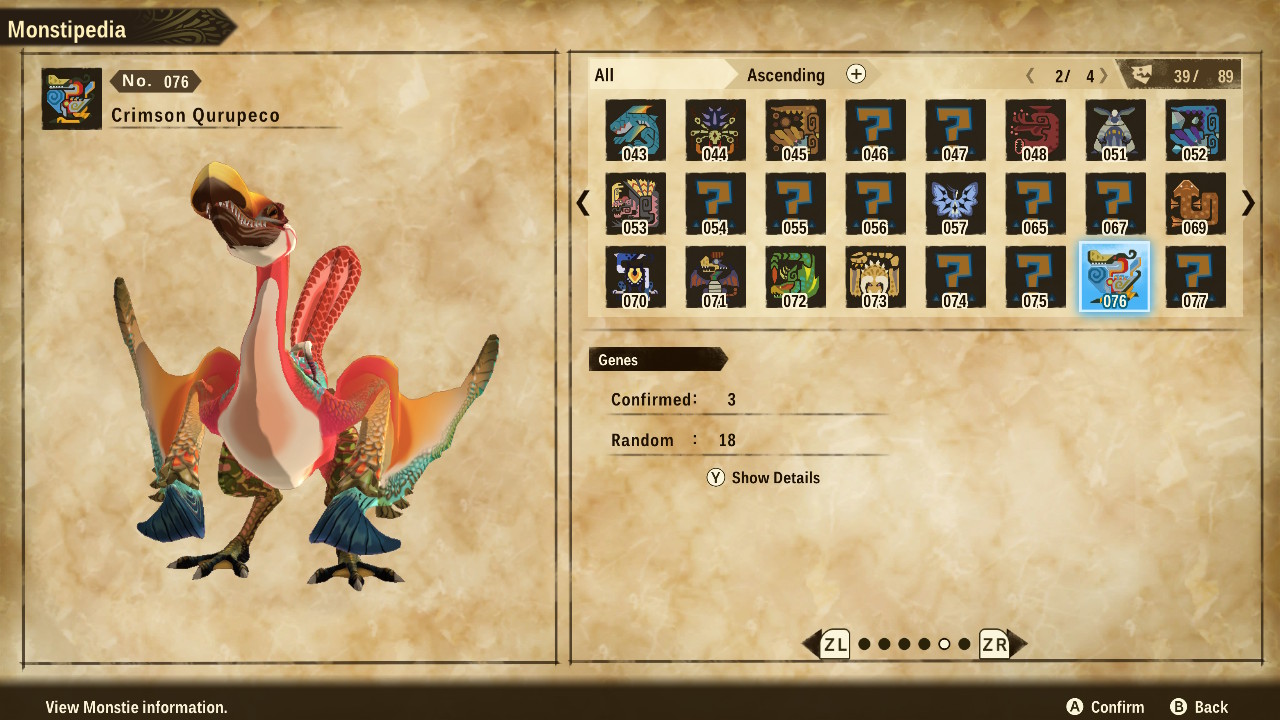 Monstipedia
No. 076
Crimson Qurupeco
All
Ascending
2/ 4
39/ 89
043 044 045 046 047 048 051 052
053 054 055 056 057 065 067 069
070 071 072 073 074 075 076 077
Genes
Confirmed: 3
Random : 18
Y Show Details
ZL ZR
View Monstie information.
A Confirm B Back